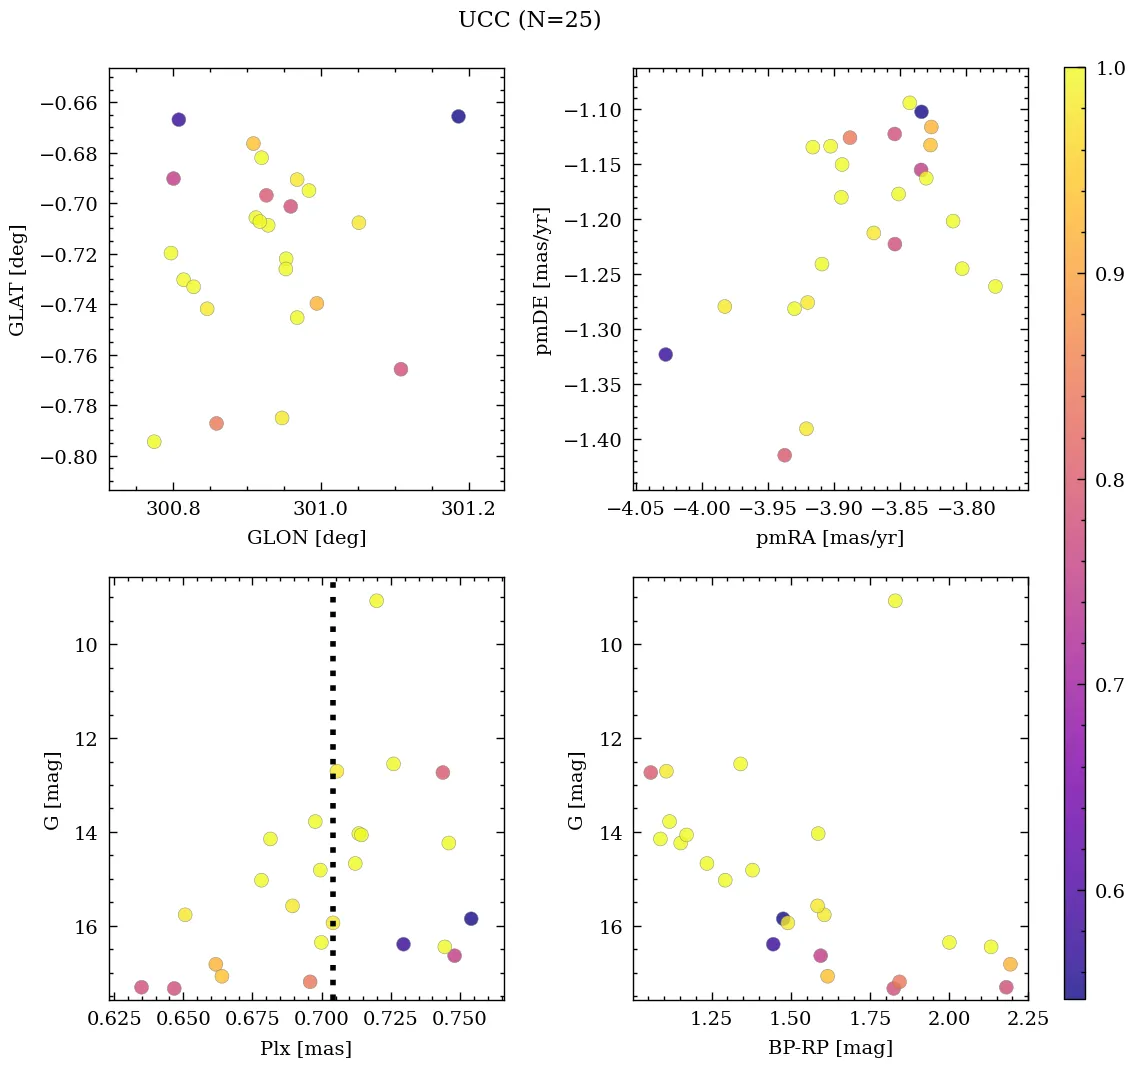 UCC (N=25)
−0.66
−0.68
−0.70
−0.72
−0.74
−0.76
−0.78
−0.80
GLAT [deg]
300.8 301.0 301.2
GLON [deg]
−1.10
−1.15
−1.20
−1.25
−1.30
−1.35
−1.40
pmDE [mas/yr]
−4.05 −4.00 −3.95 −3.90 −3.85 −3.80
pmRA [mas/yr]
10
12
14
16
G [mag]
0.625 0.650 0.675 0.700 0.725 0.750
Plx [mas]
10
12
14
16
G [mag]
1.25 1.50 1.75 2.00 2.25
BP-RP [mag]
1.0
0.9
0.8
0.7
0.6